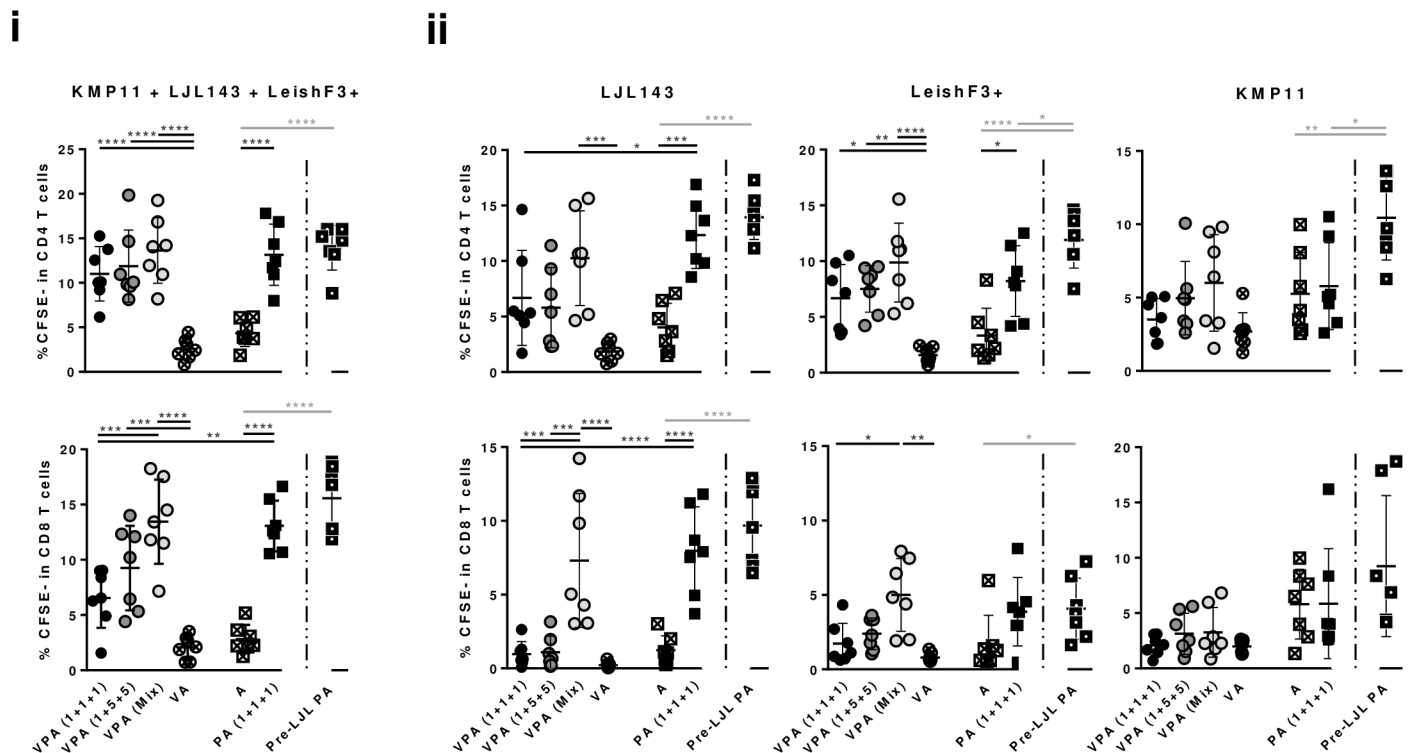 i
ii
KMP11 + LJL143 + LeishF3+
LJL143
LeishF3+
KMP11
**** **** ****
****
****
*
***
***
****
*
**
****
****
*
*
**
*
%CFSE- in CD4 T cells
25
20
15
10
5
0
%CFSE- in CD4 T cells
20
15
10
5
0
20
15
10
5
0
15
10
5
0
***
***
****
**
****
****
***
***
****
****
****
****
*
**
*
% CFSE- in CD8 T cells
20
15
10
5
0
% CFSE- in CD8 T cells
15
10
5
0
15
10
5
0
20
15
10
5
0
VPA (1+1+1)
VPA (1+5+5)
VPA (Mix)
VA
A
PA (1+1+1)
Pre-LJL PA
VPA (1+1+1)
VPA (1+5+5)
VPA (Mix)
VA
A
PA (1+1+1)
Pre-LJL PA
VPA (1+1+1)
VPA (1+5+5)
VPA (Mix)
VA
A
PA (1+1+1)
Pre-LJL PA
VPA (1+1+1)
VPA (1+5+5)
VPA (Mix)
VA
A
PA (1+1+1)
Pre-LJL PA